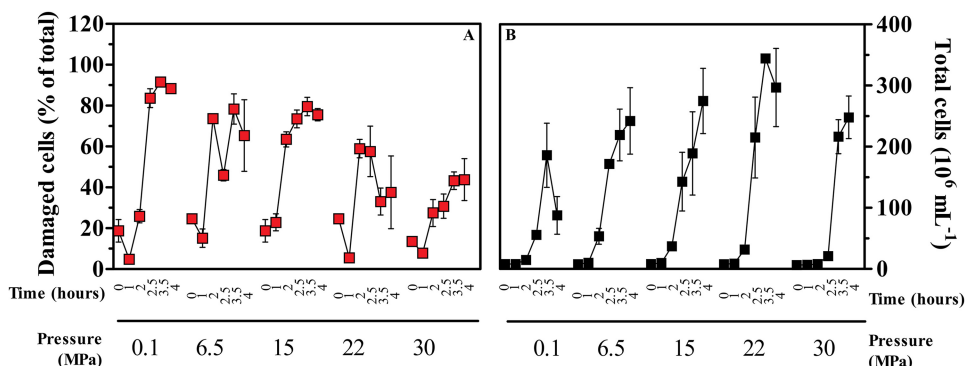 Damaged cells (% of total)
120
100
80
60
40
20
0
A
B
400
300
200
100
0
Total cells (10⁶ mL⁻¹)
Time (hours)
0 1 2 2.5 3.5 4 0 1 2 2.5 3.5 4 0 1 2 2.5 3.5 4 0 1 2 2.5 3.5 4 0 1 2 2.5 3.5 4
0 1 2 2.5 3.5 4 0 1 2 2.5 3.5 4 0 1 2 2.5 3.5 4 0 1 2 2.5 3.5 4 0 1 2 2.5 3.5 4
Time (hours)
Pressure
(MPa)
0.1 6.5 15 22 30
0.1 6.5 15 22 30
Pressure
(MPa)